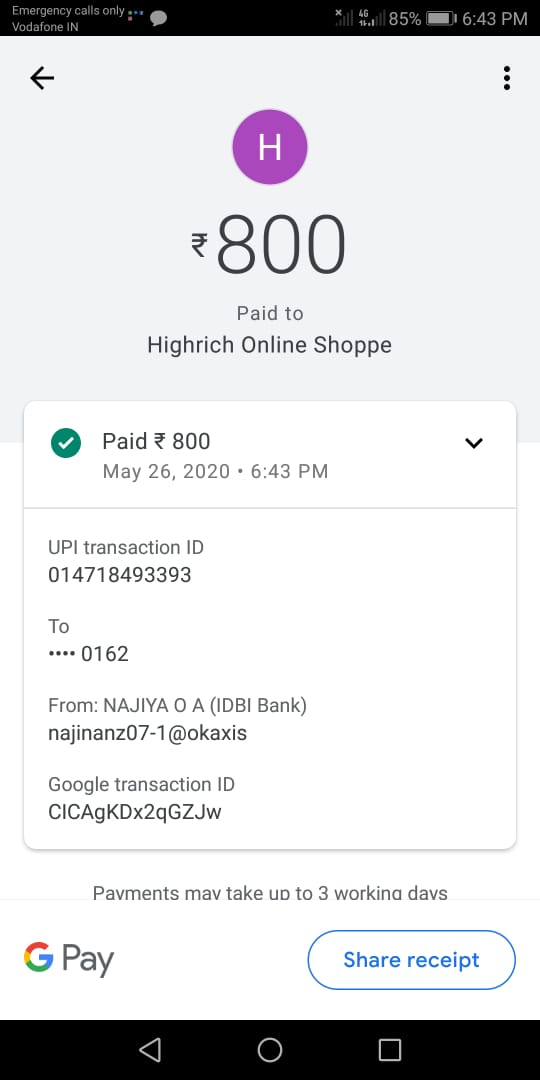 Emergency calls only
Vodafone IN
4G 85% 6:43 PM
H
₹800
Paid to
Highrich Online Shoppe
Paid ₹ 800
May 26, 2020 • 6:43 PM
UPI transaction ID
014718493393
To
•••• 0162
From: NAJIYA O A (IDBI Bank)
najinanz07-1@okaxis
Google transaction ID
CICAgKDx2qGZJw
Payments may take up to 3 working days
G Pay
Share receipt